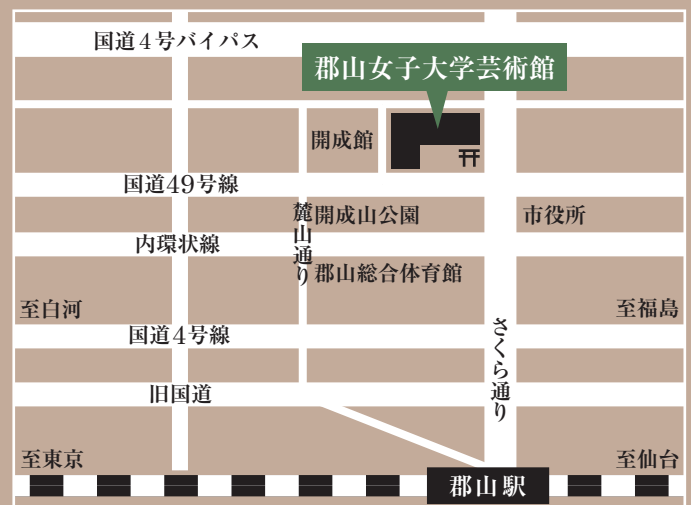 国道4号バイパス
郡山女子大学芸術館
開成館
国道49号線
麓山通り
開成山公園
市役所
内環状線
郡山総合体育館
至白河
至福島
国道4号線
さくら通り
旧国道
至東京
至仙台
郡山駅